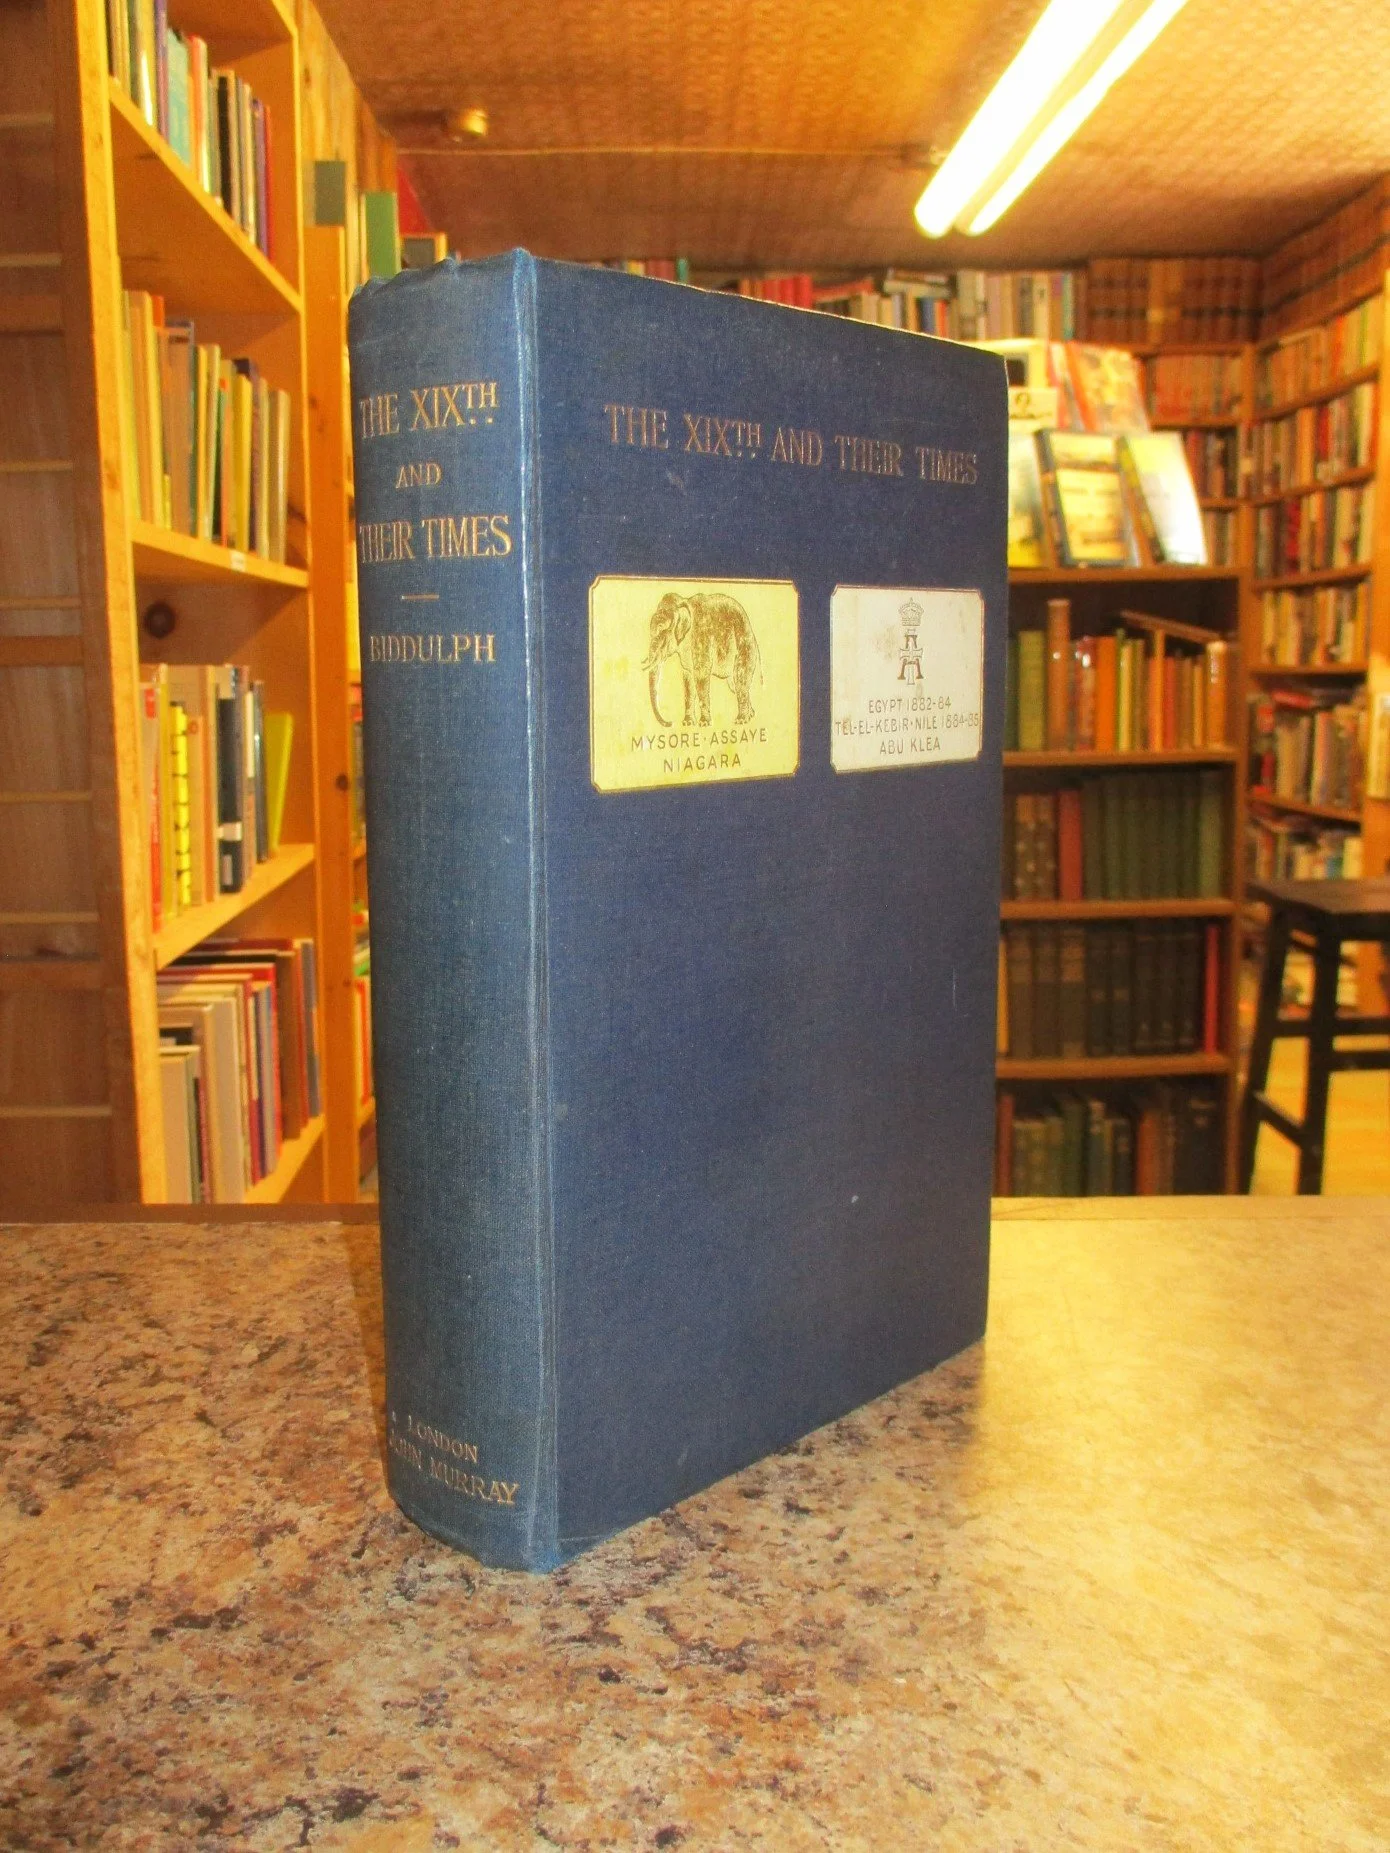 THE XIXTH
AND
THEIR TIMES
BIDDULPH
LONDON
JOHN MURRAY
THE XIXTH AND THEIR TIMES
MYSORE·ASSAYE
NIAGARA
EGYPT 1882-84
TEL-EL-KEBIR·NILE 1884-85
ABU KLEA